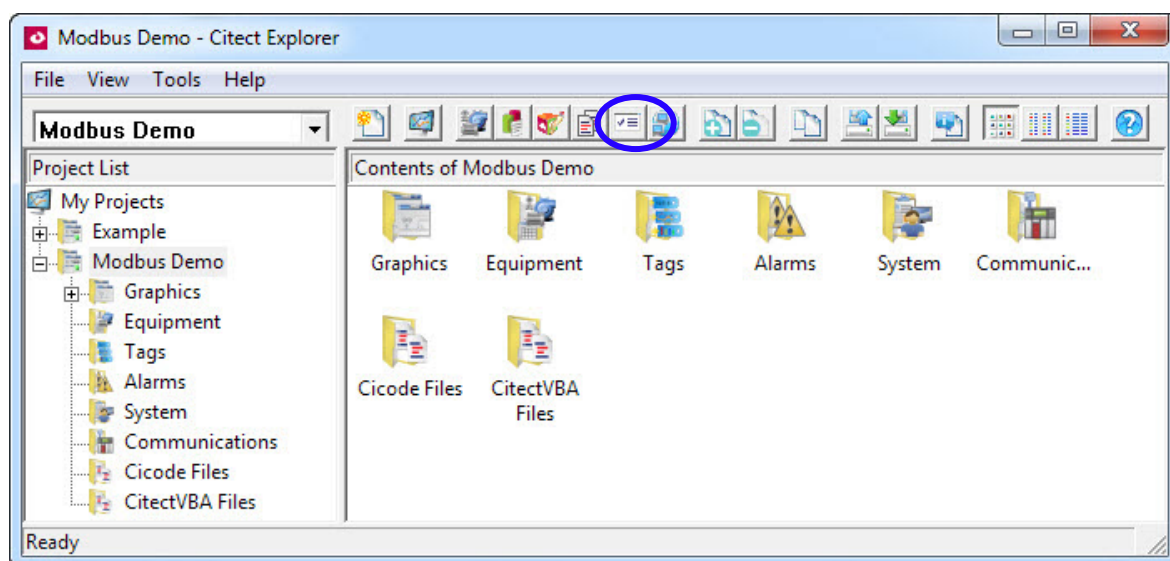 Modbus Demo - Citect Explorer
File View Tools Help
Modbus Demo
Project List
Contents of Modbus Demo
My Projects
Example
Modbus Demo
Graphics
Equipment
Tags
Alarms
System
Communications
Cicode Files
CitectVBA Files
Graphics Equipment Tags Alarms System Communic...
Cicode Files CitectVBA
Files
Ready